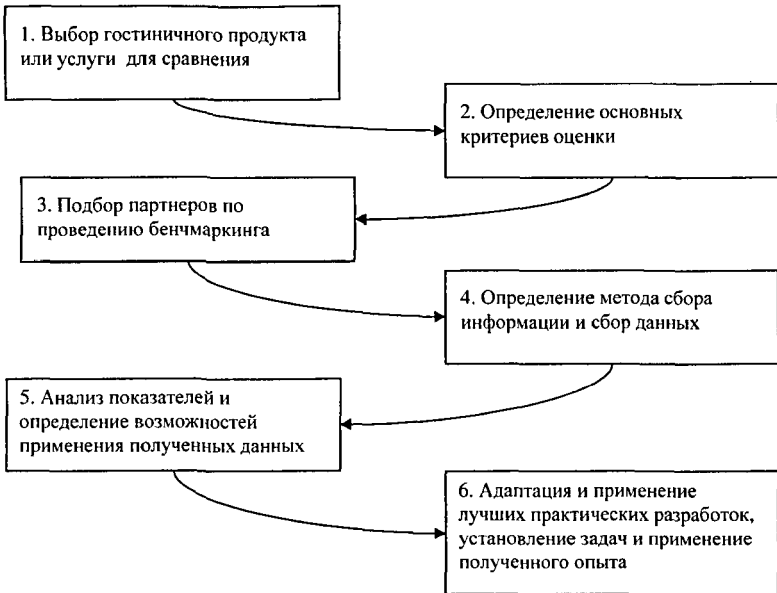 1. Выбор гостиничного продукта
или услуги для сравнения
2. Определение основных
критериев оценки
3. Подбор партнеров по
проведению бенчмаркинга
4. Определение метода сбора
информации и сбор данных
5. Анализ показателей и
определение возможностей
применения полученных данных
6. Адаптация и применение
лучших практических разработок,
установление задач и применение
полученного опыта